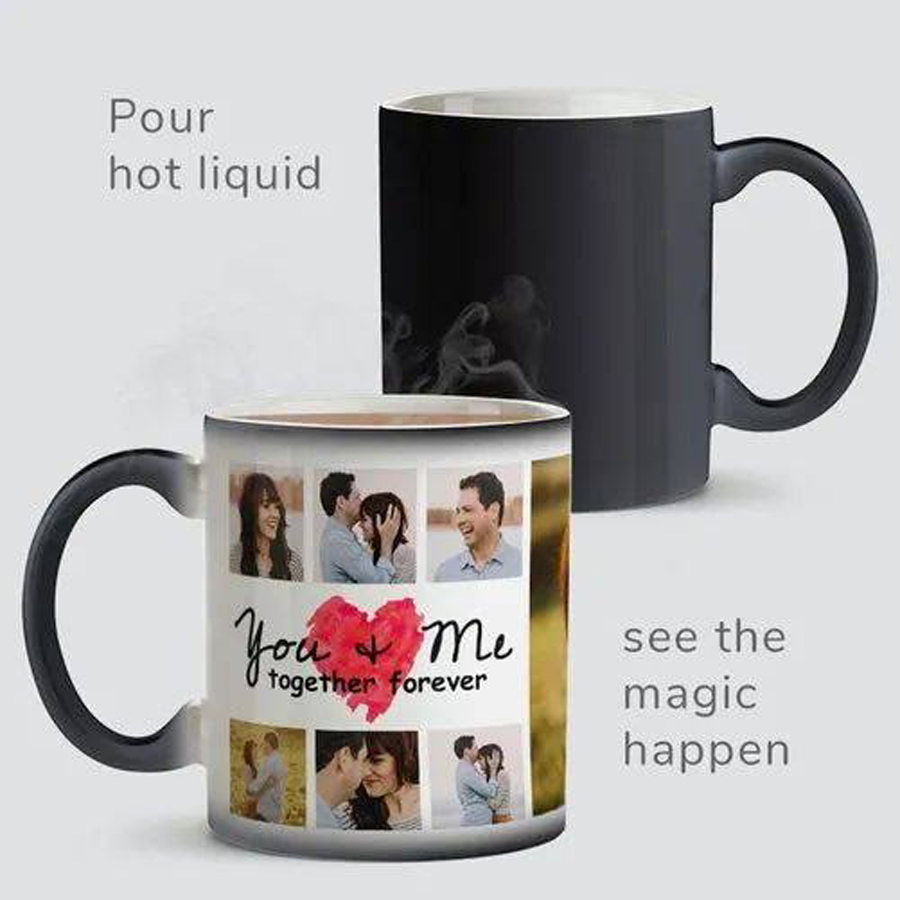 Pour
hot liquid
You & Me
together forever
see the
magic
happen